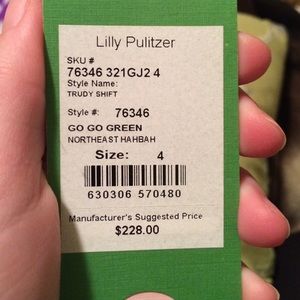 Lilly Pulitzer
SKU #
76346 321GJ2 4
Style Name:
TRUDY SHIFT
Style #: 76346
GO GO GREEN
NORTHEAST HAHBAH
Size: 4
630306 570480
Manufacturer's Suggested Price
$228.00